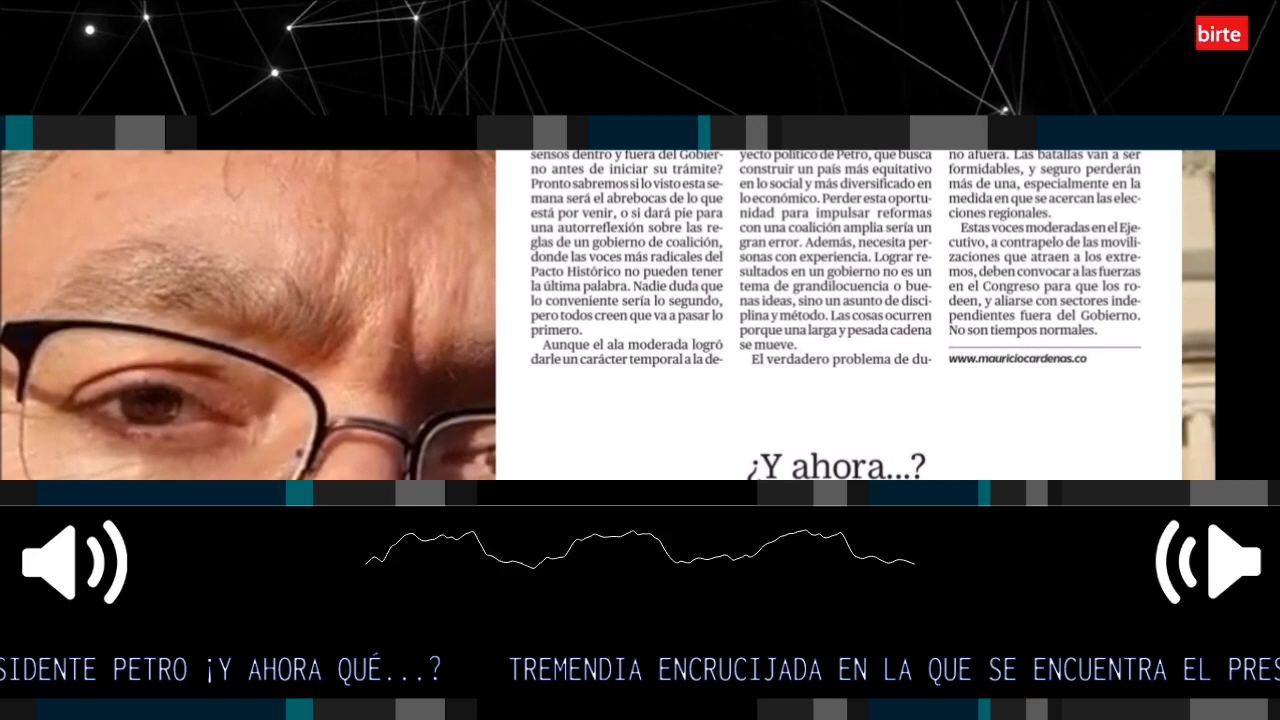 birte
sensos dentro y fuera del Gobier-
no antes de iniciar su trámite?
Pronto sabremos si lo visto esta se-
mana será el abrebocas de lo que
está por venir, o si dará pie para
una autorreflexión sobre las re-
glas de un gobierno de coalición,
donde las voces más radicales del
Pacto Histórico no pueden tener
la última palabra. Nadie duda que
lo conveniente sería lo segundo,
pero todos creen que va a pasar lo
primero.
Aunque el ala moderada logró
darle un carácter temporal a la de-
yecto político de Petro, que busca
construir un país más equitativo
en lo social y más diversificado en
lo económico. Perder esta oportu-
nidad para impulsar reformas
con una coalición amplia sería un
gran error. Además, necesita per-
sonas con experiencia. Lograr re-
sultados en un gobierno no es un
tema de grandilocuencia o bue-
nas ideas, sino un asunto de disci-
plina y método. Las cosas ocurren
porque una larga y pesada cadena
se mueve.
El verdadero problema de du-
no afuera. Las batallas van a ser
formidables, y seguro perderán
más de una, especialmente en la
medida en que se acercan las elec-
ciones regionales.
Estas voces moderadas en el Eje-
cutivo, a contrapelo de las movili-
zaciones que atraen a los extre-
mos, deben convocar a las fuerzas
en el Congreso para que los ro-
deen, y aliarse con sectores inde-
pendientes fuera del Gobierno.
No son tiempos normales.
www.mauriciocardenas.co
¿Y ahora...?
SIDENTE PETRO ¡Y AHORA QUÉ...? TREMENDIA ENCRUCIJADA EN LA QUE SE ENCUENTRA EL PRES